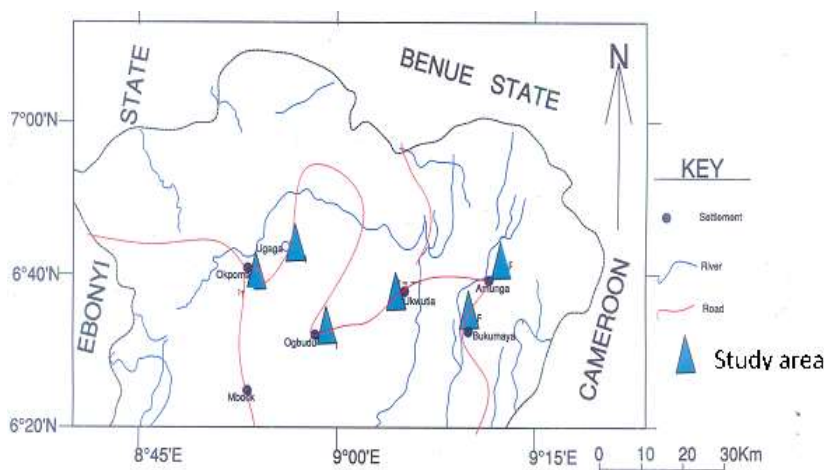 BENUE STATE
STATE
N
7°00'N
KEY
Settlement
Ugaga
River
Okpoma
6°40'N
Amunga
Ukwutia
Road
EBONYI
CAMEROON
Ogbudu
Bukumaya
Study area
Mbook
6°20'N
8°45'E
9°00'E
9°15'E
0 10 20 30Km